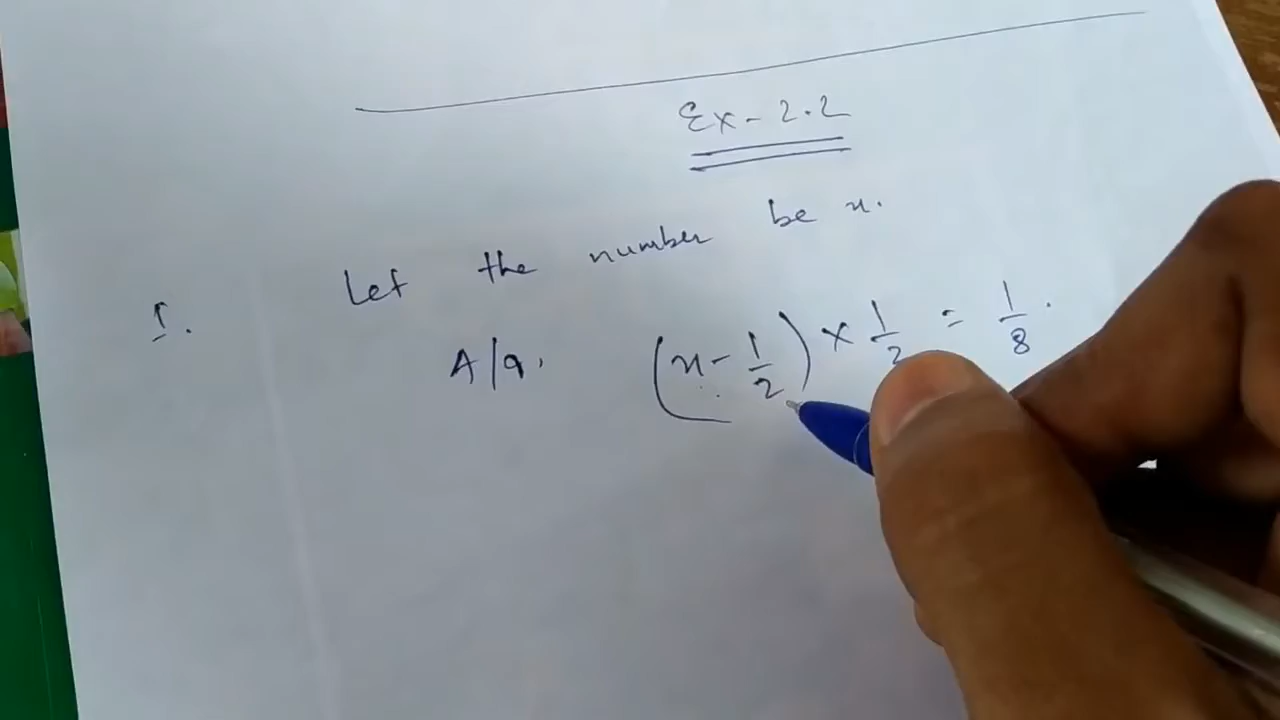 Ex - 2.2
1. Let the number be x.
A/q, (x - 1/2) × 1/2 = 1/8.